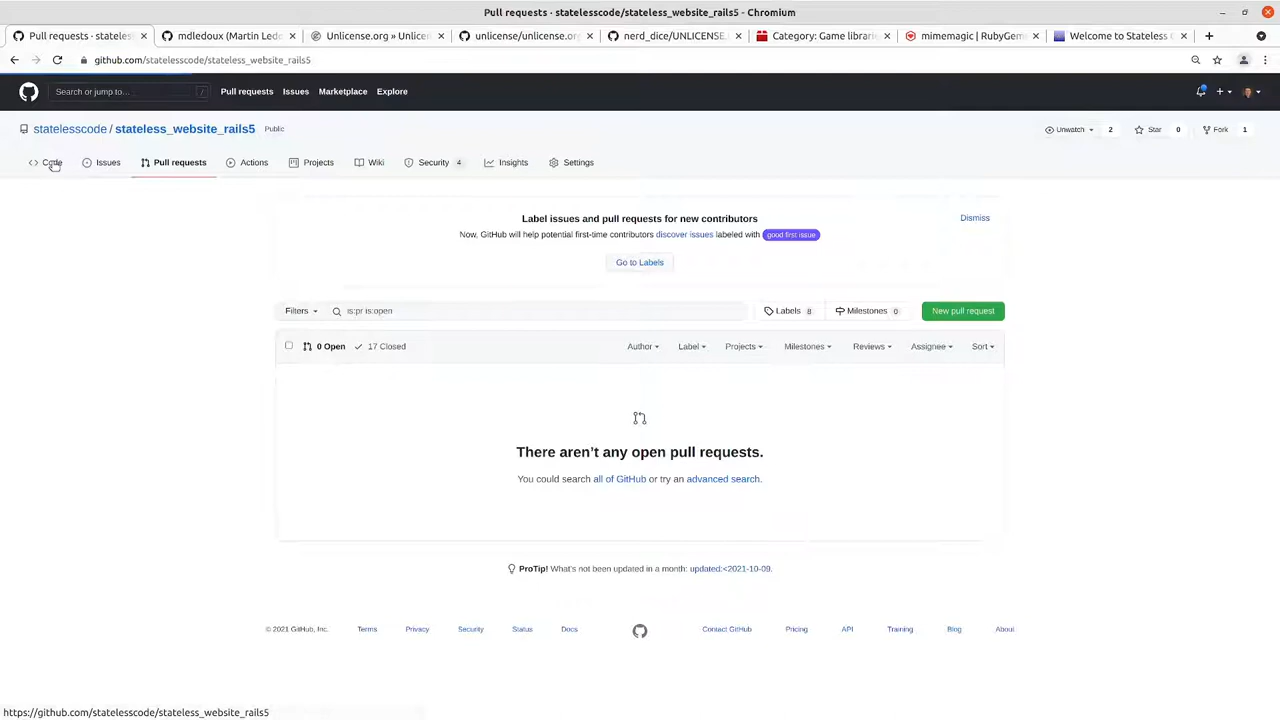 Pull requests · statelesscode/stateless_website_rails5 - Chromium
Pull requests · stateles
mdledoux (Martin Led
Unlicense.org » Unlicen
unlicense/unlicense.org
nerd_dice/UNLICENSE.
Category: Game librarie
mimemagic | RubyGem
Welcome to Stateless C
github.com/statelesscode/stateless_website_rails5
Search or jump to... /
Pull requests Issues Marketplace Explore
statelesscode / stateless_website_rails5 Public
Unwatch 2 Star 0 Fork 1
Code Issues Pull requests Actions Projects Wiki Security 4 Insights Settings
Label issues and pull requests for new contributors
Dismiss
Now, GitHub will help potential first-time contributors discover issues labeled with good first issue
Go to Labels
Filters is:pr is:open Labels 8 Milestones 0 New pull request
0 Open 17 Closed Author Label Projects Milestones Reviews Assignee Sort
There aren’t any open pull requests.
You could search all of GitHub or try an advanced search.
ProTip! What’s not been updated in a month: updated:<2021-10-09.
© 2021 GitHub, Inc. Terms Privacy Security Status Docs Contact GitHub Pricing API Training Blog About
https://github.com/statelesscode/stateless_website_rails5